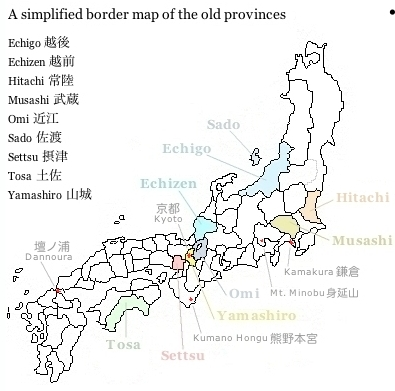 A simplified border map of the old provinces
Echigo 越後
Echizen 越前
Hitachi 常陸
Musashi 武蔵
Omi 近江
Sado 佐渡
Settsu 摂津
Tosa 土佐
Yamashiro 山城
Sado
Echigo
Echizen
Hitachi
京都
Kyoto
Musashi
壇ノ浦
Dannoura
Kamakura 鎌倉
Omi
Mt. Minobu 身延山
Yamashiro
Kumano Hongu 熊野本宮
Tosa
Settsu